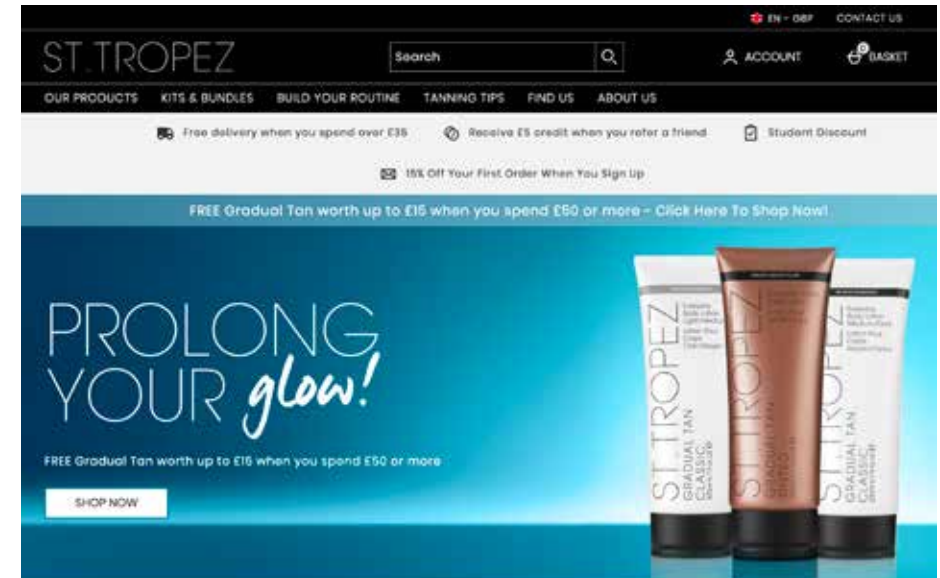 EN - GBP CONTACT US
ST.TROPEZ
Search
ACCOUNT
0
BASKET
OUR PRODUCTS KITS & BUNDLES BUILD YOUR ROUTINE TANNING TIPS FIND US ABOUT US
Free delivery when you spend over £35 Receive £5 credit when you refer a friend Student Discount
15% Off Your First Order When You Sign Up
FREE Gradual Tan worth up to £15 when you spend £50 or more - Click Here To Shop Now!
PROLONG
YOUR glow!
FREE Gradual Tan worth up to £15 when you spend £50 or more
SHOP NOW
ST.TROPEZ
GRADUAL TAN
CLASSIC
ST.TROPEZ
GRADUAL TAN
TINTED
ST.TROPEZ
GRADUAL TAN
CLASSIC